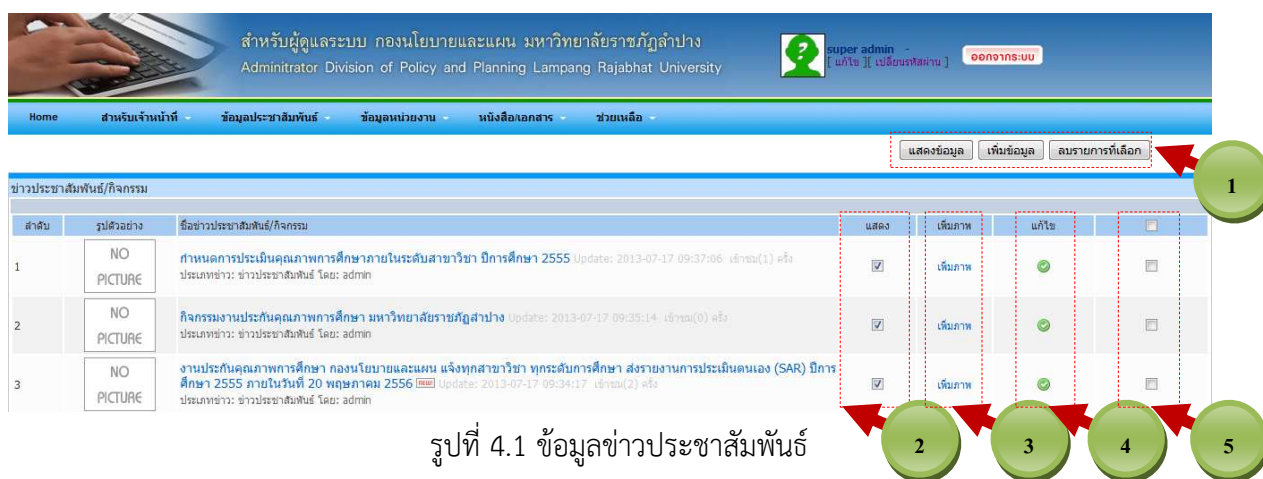 สำหรับผู้ดูแลระบบ กองนโยบายและแผน มหาวิทยาลัยราชภัฏลำปาง
Adminitrator Division of Policy and Planning Lampang Rajabhat University
super admin -
[ แก้ไข ][ เปลี่ยนรหัสผ่าน ]
ออกจากระบบ
Home สำหรับเจ้าหน้าที่ - ข้อมูลประชาสัมพันธ์ - ข้อมูลหน่วยงาน - หนังสือ/เอกสาร - ช่วยเหลือ -
แสดงข้อมูล เพิ่มข้อมูล ลบรายการที่เลือก
1
ข่าวประชาสัมพันธ์/กิจกรรม
ลำดับ รูปตัวอย่าง ชื่อข่าวประชาสัมพันธ์/กิจกรรม แสดง เพิ่มภาพ แก้ไข
1 NO PICTURE กำหนดการประเมินคุณภาพการศึกษาภายในระดับสาขาวิชา ปีการศึกษา 2555 Update: 2013-07-17 09:37:06 เข้าชม(1) ครั้ง เพิ่มภาพ
ประเภทข่าว: ข่าวประชาสัมพันธ์ โดย: admin
2 NO PICTURE กิจกรรมงานประกันคุณภาพการศึกษา มหาวิทยาลัยราชภัฏลำปาง Update: 2013-07-17 09:35:14 เข้าชม(0) ครั้ง เพิ่มภาพ
ประเภทข่าว: ข่าวประชาสัมพันธ์ โดย: admin
3 NO PICTURE งานประกันคุณภาพการศึกษา กองนโยบายและแผน แจ้งทุกสาขาวิชา ทุกระดับการศึกษา ส่งรายงานการประเมินตนเอง (SAR) ปีการ
ศึกษา 2555 ภายในวันที่ 20 พฤษภาคม 2556 NEW Update: 2013-07-17 09:34:17 เข้าชม(2) ครั้ง เพิ่มภาพ
ประเภทข่าว: ข่าวประชาสัมพันธ์ โดย: admin
รูปที่ 4.1 ข้อมูลข่าวประชาสัมพันธ์
2 3 4 5